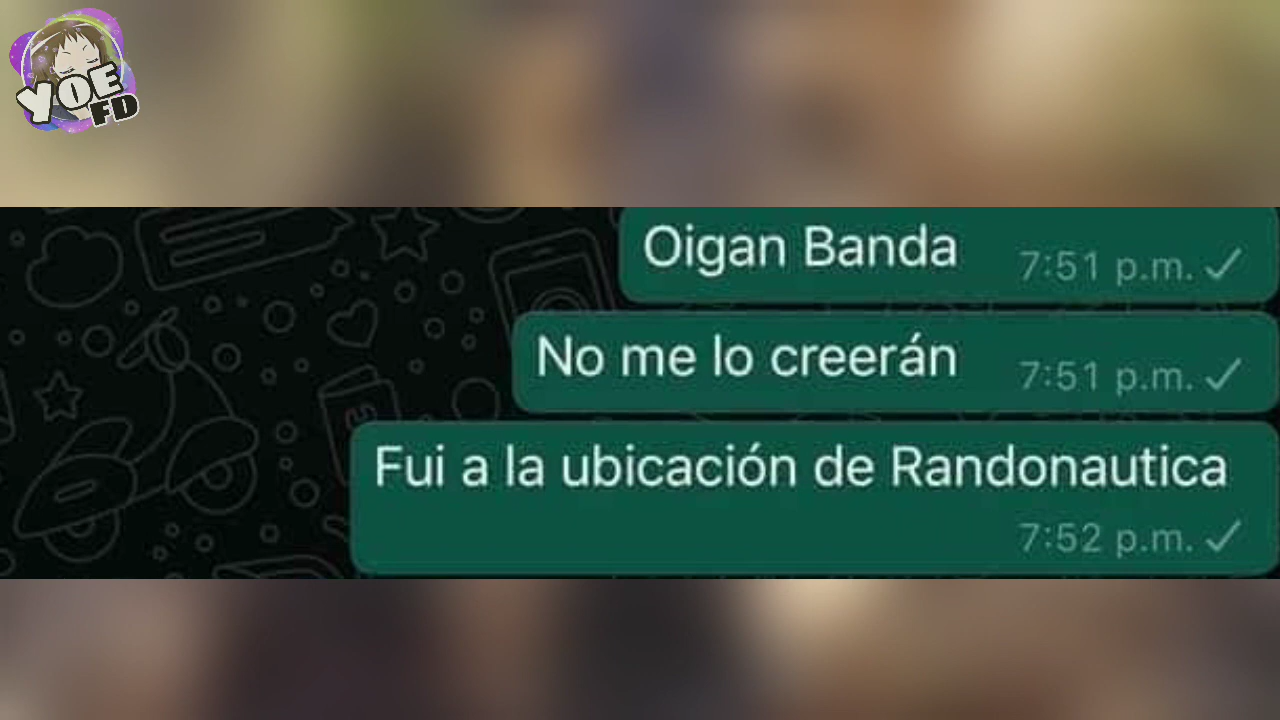 YOE
FD
Oigan Banda 7:51 p.m.
No me lo creerán 7:51 p.m.
Fui a la ubicación de Randonautica
7:52 p.m.